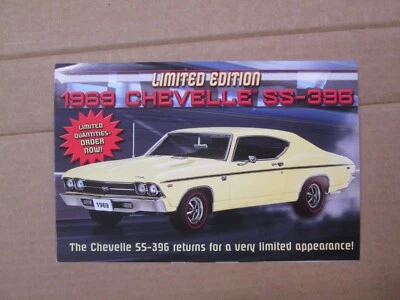 LIMITED EDITION
1969 CHEVELLE SS-396
LIMITED
QUANTITIES-
ORDER
NOW!
1969
The Chevelle SS-396 returns for a very limited appearance!